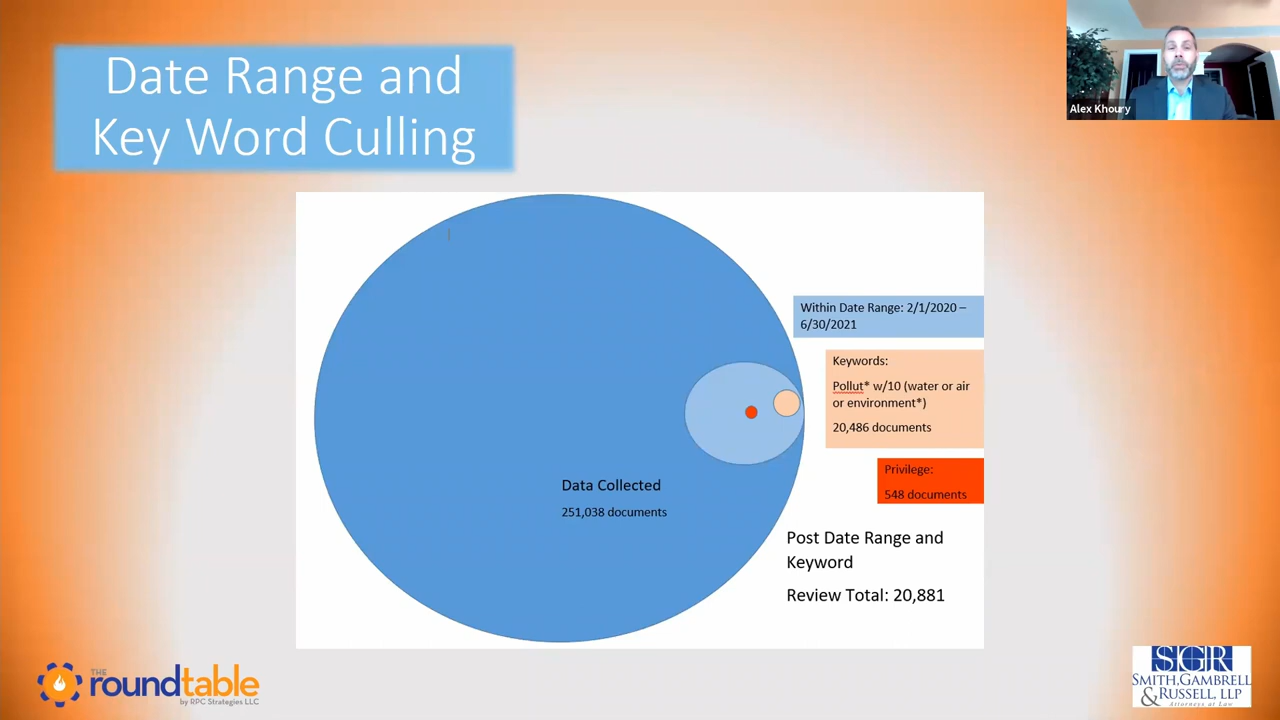 Date Range and
Key Word Culling
Alex Khoury
Within Date Range: 2/1/2020 –
6/30/2021
Keywords:
Pollut* w/10 (water or air
or environment*)
20,486 documents
Privilege:
548 documents
Data Collected
251,038 documents
Post Date Range and
Keyword
Review Total: 20,881
THE
roundtable
by RPC Strategies LLC
SGR
SMITH, GAMBRELL
& RUSSELL, LLP
Attorneys at Law